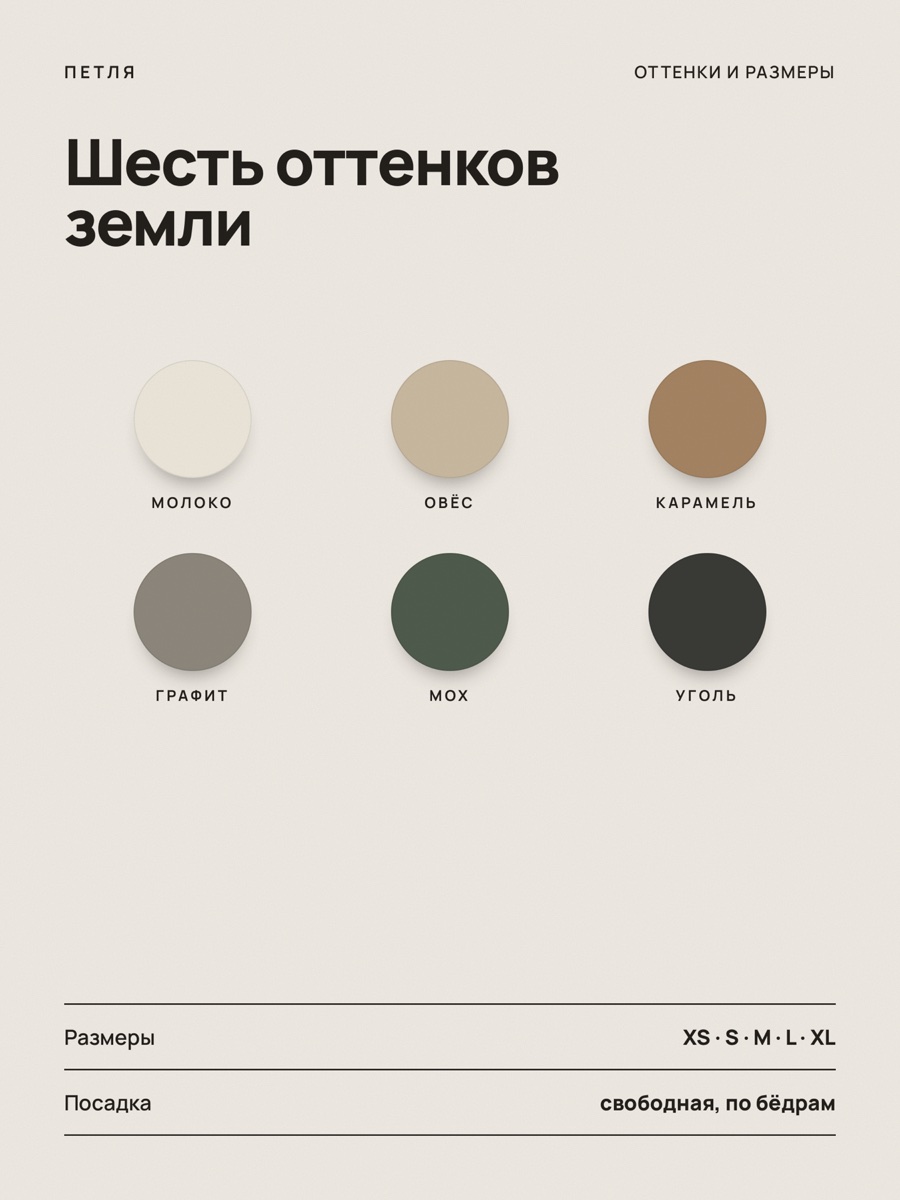 ПЕТЛЯ
ОТТЕНКИ И РАЗМЕРЫ
Шесть оттенков
земли
МОЛОКО
ОВЁС
КАРАМЕЛЬ
ГРАФИТ
МОХ
УГОЛЬ
Размеры
XS · S · M · L · XL
Посадка
свободная, по бёдрам